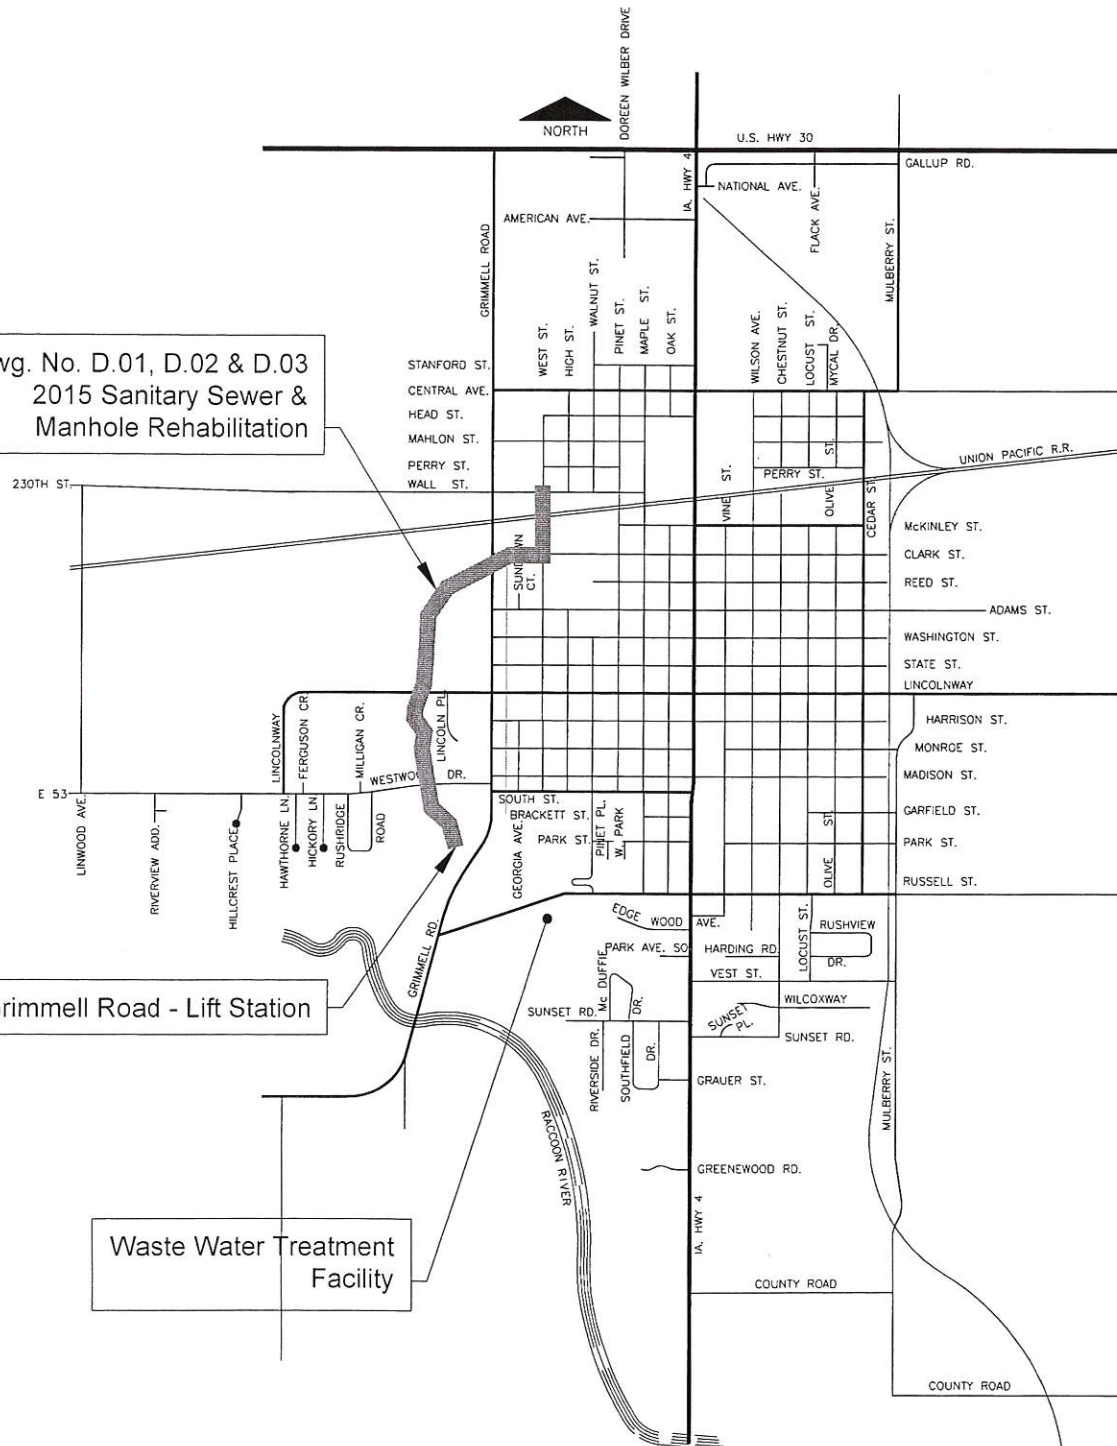 DOREEN WILBER DRIVE
NORTH
U.S. HWY 30
GALLUP RD.
IA. HWY 4
NATIONAL AVE.
FLACK AVE.
AMERICAN AVE.
GRIMMELL ROAD
MULBERRY ST.
WEST ST.
HIGH ST.
WALNUT ST.
PINET ST.
MAPLE ST.
OAK ST.
WILSON AVE.
CHESTNUT ST.
LOCUST ST.
MYCAL DR.
wg. No. D.01, D.02 & D.03
2015 Sanitary Sewer &
Manhole Rehabilitation
STANFORD ST.
CENTRAL AVE.
HEAD ST.
MAHLON ST.
PERRY ST.
WALL ST.
230TH ST.
UNION PACIFIC R.R.
PERRY ST.
VINE ST.
OLIVE ST.
CEDAR ST.
McKINLEY ST.
CLARK ST.
REED ST.
ADAMS ST.
WASHINGTON ST.
STATE ST.
LINCOLNWAY
HARRISON ST.
MONROE ST.
MADISON ST.
GARFIELD ST.
PARK ST.
RUSSELL ST.
SUNDOWN
CT.
LINCOLNWAY
FERGUSON CR.
MILLIGAN CR.
LINCOLN PL.
WESTWO DR.
E 53
LINWOOD AVE.
RIVERVIEW ADD.
HILLCREST PLACE
HAWTHORNE LN.
HICKORY LN
RUSHRIDGE
ROAD
SOUTH ST.
BRACKETT ST.
PARK ST.
GEORGIA AVE.
PINET PL.
W. PARK
OLIVE ST.
EDGE WOOD AVE.
PARK AVE. SO
HARDING RD.
VEST ST.
LOCUST ST.
RUSHVIEW
DR.
GRIMMELL RD.
rimmell Road - Lift Station
SUNSET RD.
Mc DUFFIE
DR.
RIVERSIDE DR.
SOUTHFIELD
DR.
SUNSET
PL.
WILCOXWAY
SUNSET RD.
GRAUER ST.
MULBERRY ST.
RACCOON RIVER
GREENEWOOD RD.
IA. HWY 4
Waste Water Treatment
Facility
COUNTY ROAD
COUNTY ROAD